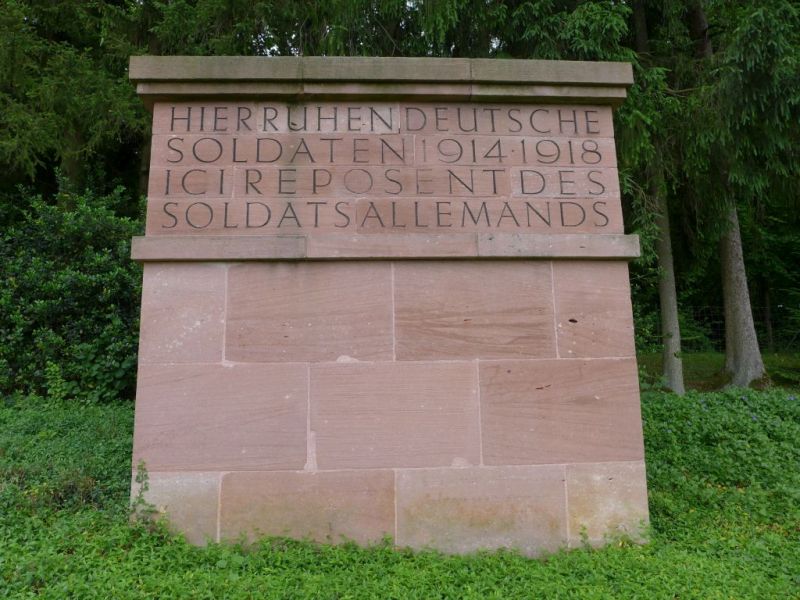 HIER RUHEN DEUTSCHE
SOLDATEN 1914·1918
ICI REPOSENT DES
SOLDATS ALLEMANDS